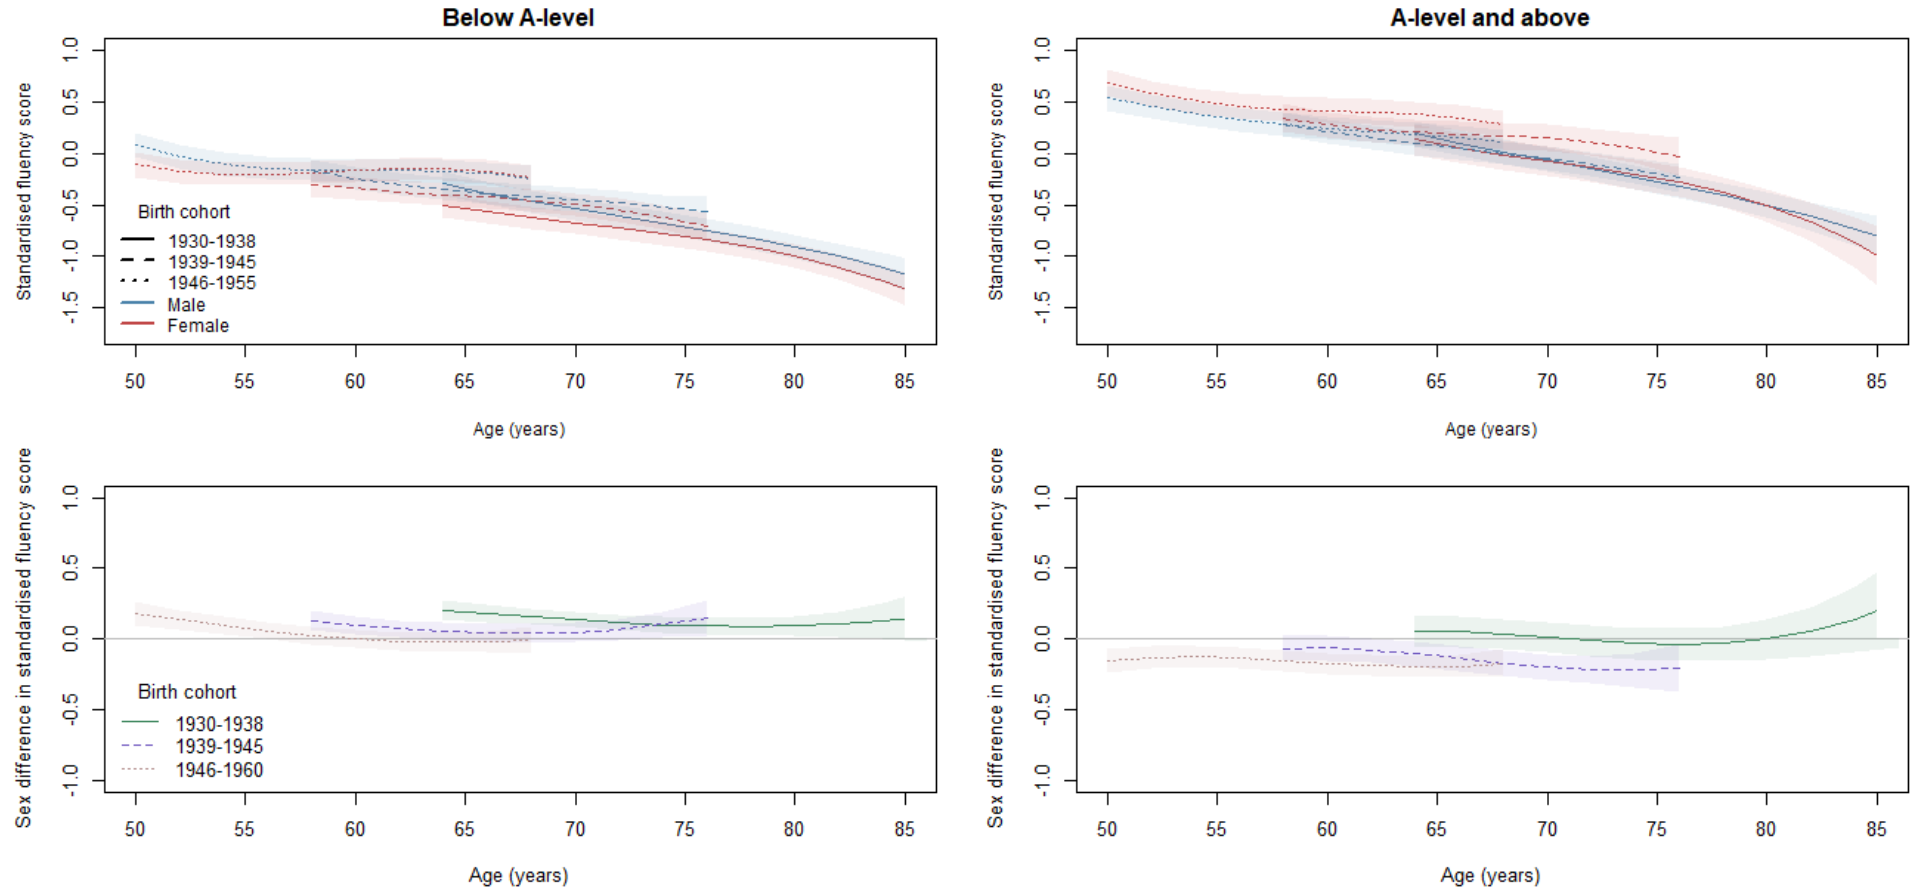 Below A-level
A-level and above
Standardised fluency score
1.0
0.5
0.0
-0.5
-1.0
-1.5
Birth cohort
1930-1938
1939-1945
1946-1955
Male
Female
50 55 60 65 70 75 80 85
Age (years)
Standardised fluency score
1.0
0.5
0.0
-0.5
-1.0
-1.5
50 55 60 65 70 75 80 85
Age (years)
Sex difference in standardised fluency score
1.0
0.5
0.0
-0.5
-1.0
Birth cohort
1930-1938
1939-1945
1946-1960
50 55 60 65 70 75 80 85
Age (years)
Sex difference in standardised fluency score
1.0
0.5
0.0
-0.5
-1.0
50 55 60 65 70 75 80 85
Age (years)